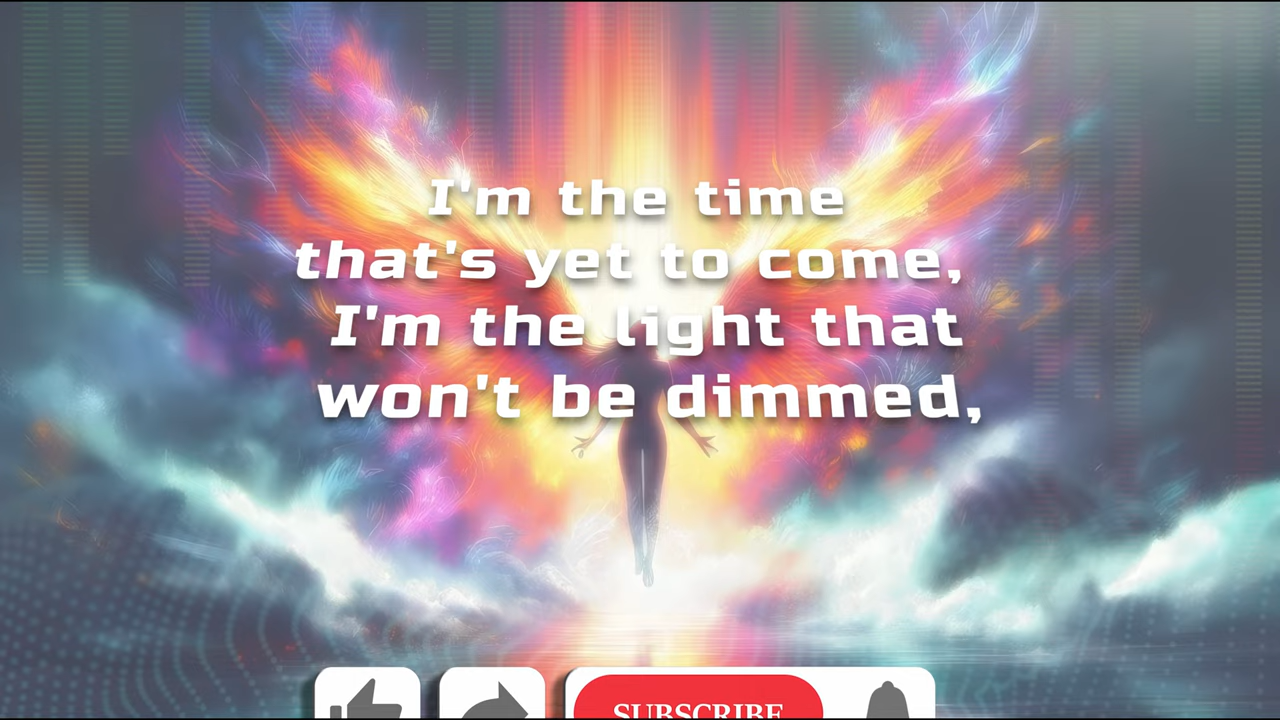 I'm the time
that's yet to come,
I'm the light that
won't be dimmed,
SUBSCRIBE